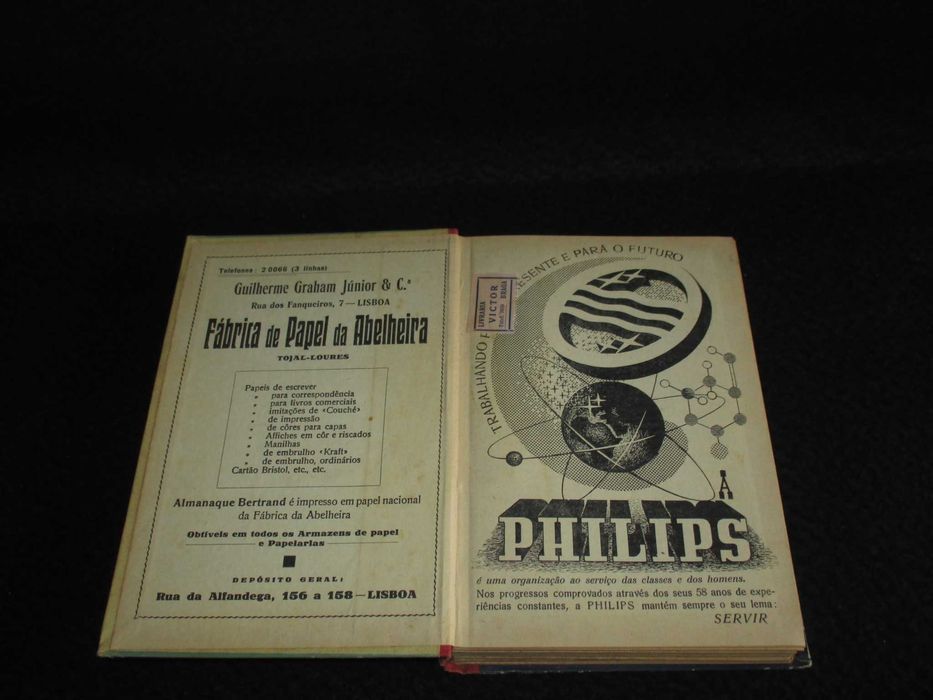 Telefones: 2 0066 (3 linhas)
Guilherme Graham Júnior & C.ª
Rua dos Fanqueiros, 7 — LISBOA
Fábrica de Papel da Abelheira
TOJAL-LOURES
Papeis de escrever
» para correspondência
» para livros comerciais
» imitações de «Couché»
» de impressão
» de côres para capas
» Affiches em côr e riscados
» Manilhas
» de embrulho «Kraft»
» de embrulho, ordinários
Cartão Bristol, etc., etc.
Almanaque Bertrand é impresso em papel nacional
da Fábrica da Abelheira
Obtíveis em todos os Armazens de papel
e Papelarias
DEPÓSITO GERAL:
Rua da Alfandega, 156 a 158 — LISBOA
LIVRARIA
VICTOR
BRAGA
TRABALHANDO P ESENTE E PARA O FUTURO
À
PHILIPS
é uma organização ao serviço das classes e dos homens.
Nos progressos comprovados através dos seus 58 anos de expe-
riências constantes, a PHILIPS mantém sempre o seu lema:
SERVIR